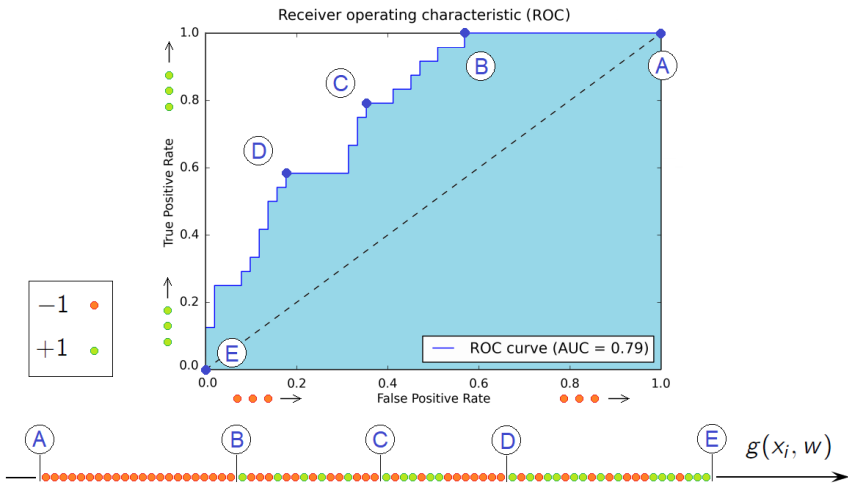 Receiver operating characteristic (ROC)
1.0
0.8
0.6
0.4
0.2
0.0
True Positive Rate
A
B
C
D
E
−1
+1
ROC curve (AUC = 0.79)
0.0 0.2 0.4 0.6 0.8 1.0
False Positive Rate
A B C D E
g(x_i, w)